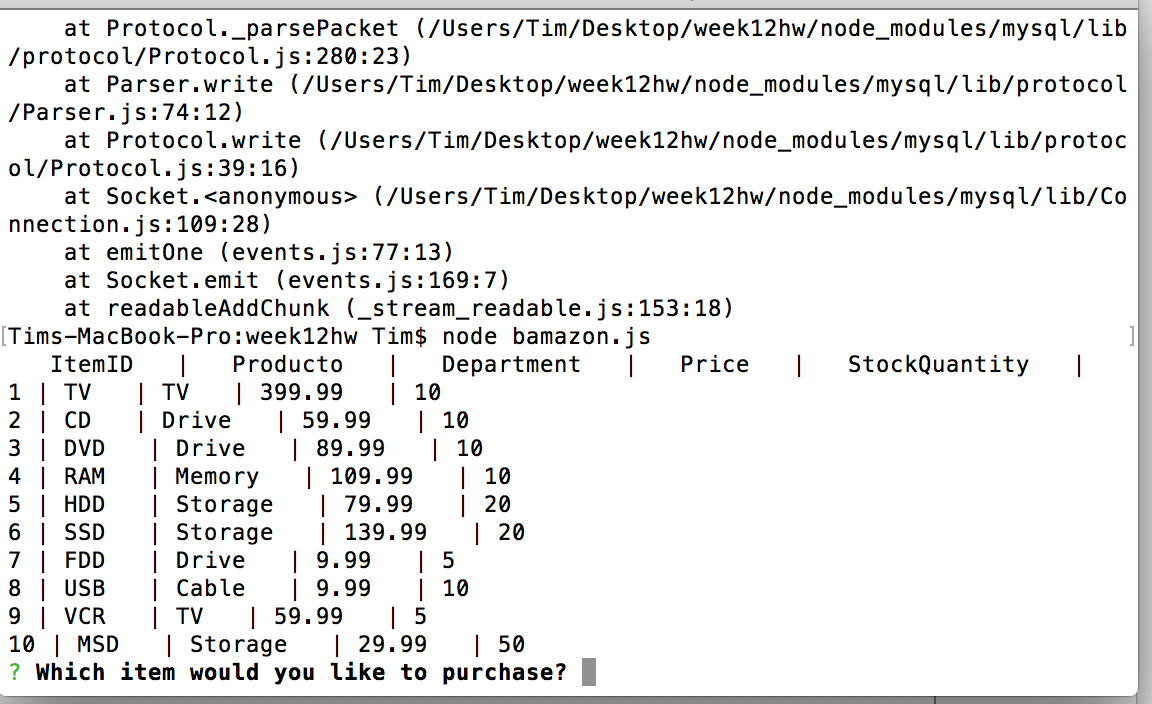 at Protocol._parsePacket (/Users/Tim/Desktop/week12hw/node_modules/mysql/lib
/protocol/Protocol.js:280:23)
    at Parser.write (/Users/Tim/Desktop/week12hw/node_modules/mysql/lib/protocol
/Parser.js:74:12)
    at Protocol.write (/Users/Tim/Desktop/week12hw/node_modules/mysql/lib/protoc
ol/Protocol.js:39:16)
    at Socket.<anonymous> (/Users/Tim/Desktop/week12hw/node_modules/mysql/lib/Co
nnection.js:109:28)
    at emitOne (events.js:77:13)
    at Socket.emit (events.js:169:7)
    at readableAddChunk (_stream_readable.js:153:18)
[Tims-MacBook-Pro:week12hw Tim$ node bamazon.js ]
   ItemID   |   Producto   |   Department   |   Price   |   StockQuantity   |
1 | TV   | TV   | 399.99   | 10
2 | CD   | Drive   | 59.99   | 10
3 | DVD   | Drive   | 89.99   | 10
4 | RAM   | Memory   | 109.99   | 10
5 | HDD   | Storage   | 79.99   | 20
6 | SSD   | Storage   | 139.99   | 20
7 | FDD   | Drive   | 9.99   | 5
8 | USB   | Cable   | 9.99   | 10
9 | VCR   | TV   | 59.99   | 5
10 | MSD   | Storage   | 29.99   | 50
? Which item would you like to purchase?